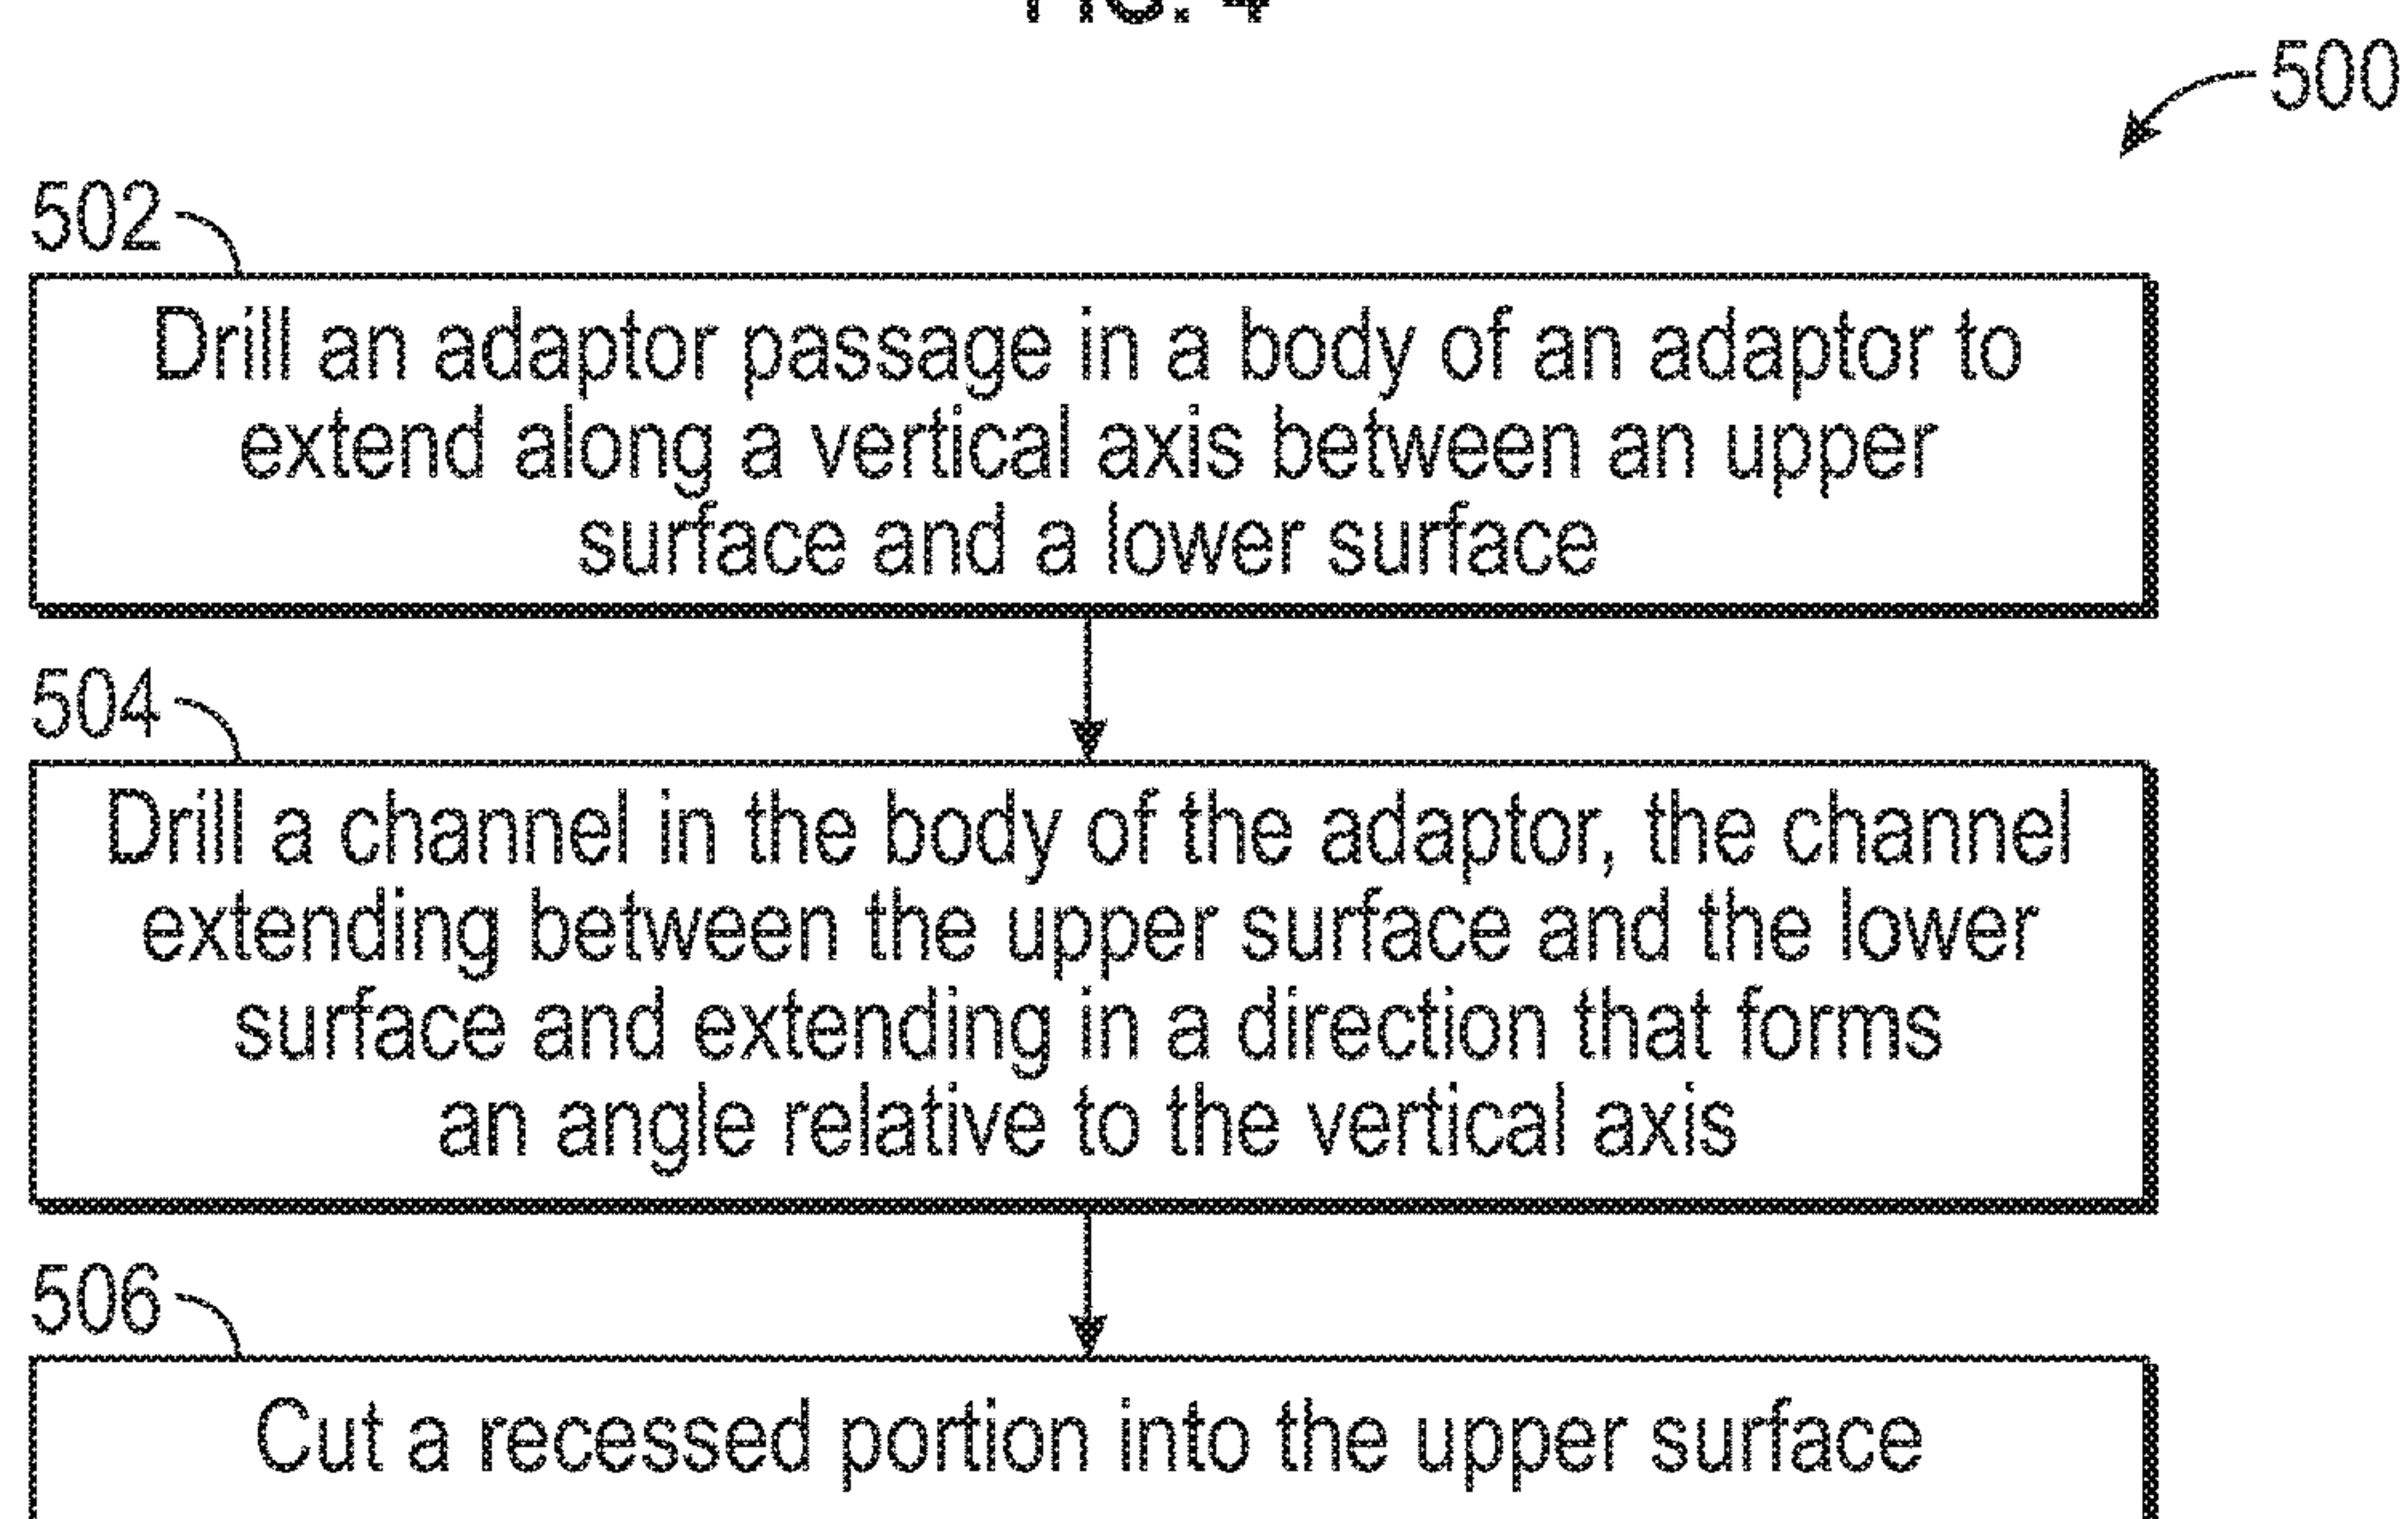 FIG. 4
500
502
Drill an adaptor passage in a body of an adaptor to
extend along a vertical axis between an upper
surface and a lower surface
504
Drill a channel in the body of the adaptor, the channel
extending between the upper surface and the lower
surface and extending in a direction that forms
an angle relative to the vertical axis
506
Cut a recessed portion into the upper surface